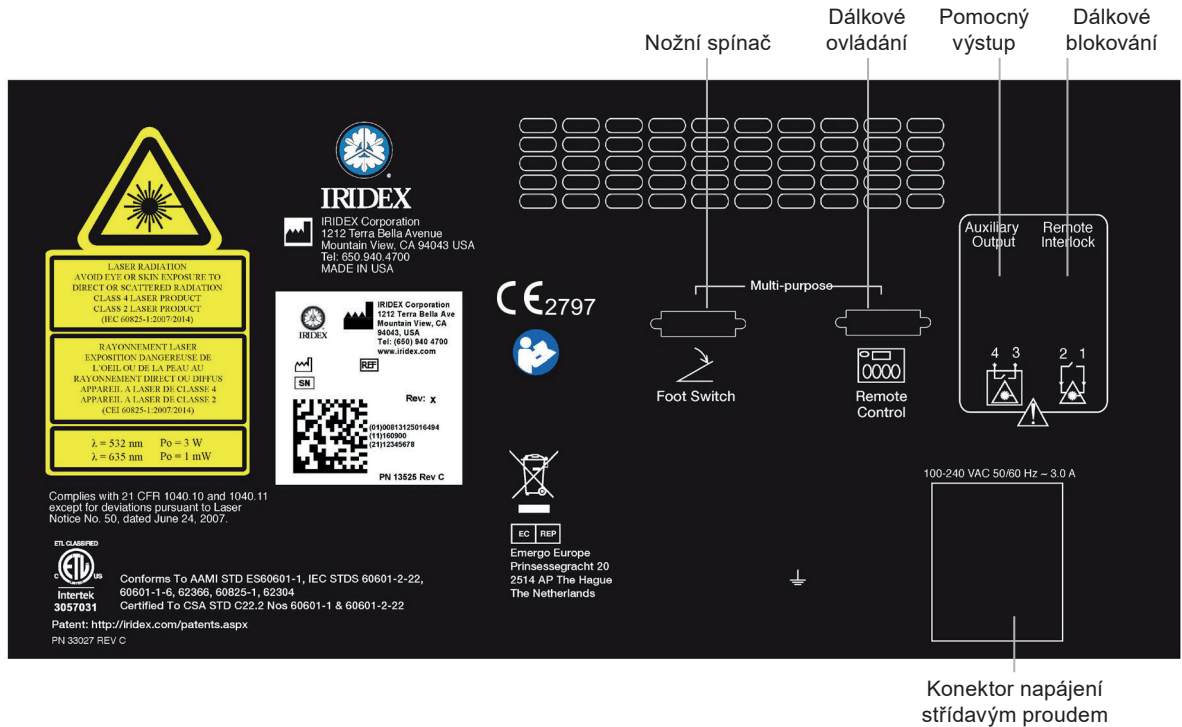 Nožní spínač
Dálkové
ovládání
Pomocný
výstup
Dálkové
blokování
LASER RADIATION
AVOID EYE OR SKIN EXPOSURE TO
DIRECT OR SCATTERED RADIATION
CLASS 4 LASER PRODUCT
CLASS 2 LASER PRODUCT
(IEC 60825-1:2007/2014)
RAYONNEMENT LASER
EXPOSITION DANGEREUSE DE
L'OEIL OU DE LA PEAU AU
RAYONNEMENT DIRECT OU DIFFUS
APPAREIL A LASER DE CLASSE 4
APPAREIL A LASER DE CLASSE 2
(CEI 60825-1:2007/2014)
λ = 532 nm Po = 3 W
λ = 635 nm Po = 1 mW
Complies with 21 CFR 1040.10 and 1040.11
except for deviations pursuant to Laser
Notice No. 50, dated June 24, 2007.
ETL CLASSIFIED
C ETL US
Intertek
3057031
Conforms To AAMI STD ES60601-1, IEC STDS 60601-2-22,
60601-1-6, 62366, 60825-1, 62304
Certified To CSA STD C22.2 Nos 60601-1 & 60601-2-22
Patent: http://iridex.com/patents.aspx
PN 33027 REV C
IRIDEX
IRIDEX Corporation
1212 Terra Bella Avenue
Mountain View, CA 94043 USA
Tel: 650.940.4700
MADE IN USA
IRIDEX
IRIDEX Corporation
1212 Terra Bella Ave
Mountain View, CA
94043, USA
Tel: (650) 940 4700
www.iridex.com
REF
SN
Rev: X
(01)00813125016494
(11)160900
(21)12345678
PN 13525 Rev C
CE 2797
EC REP
Emergo Europe
Prinsessegracht 20
2514 AP The Hague
The Netherlands
Multi-purpose
Foot Switch
Remote
Control
Auxiliary
Output
Remote
Interlock
4 3
2 1
100-240 VAC 50/60 Hz ~ 3.0 A
Konektor napájení
střídavým proudem